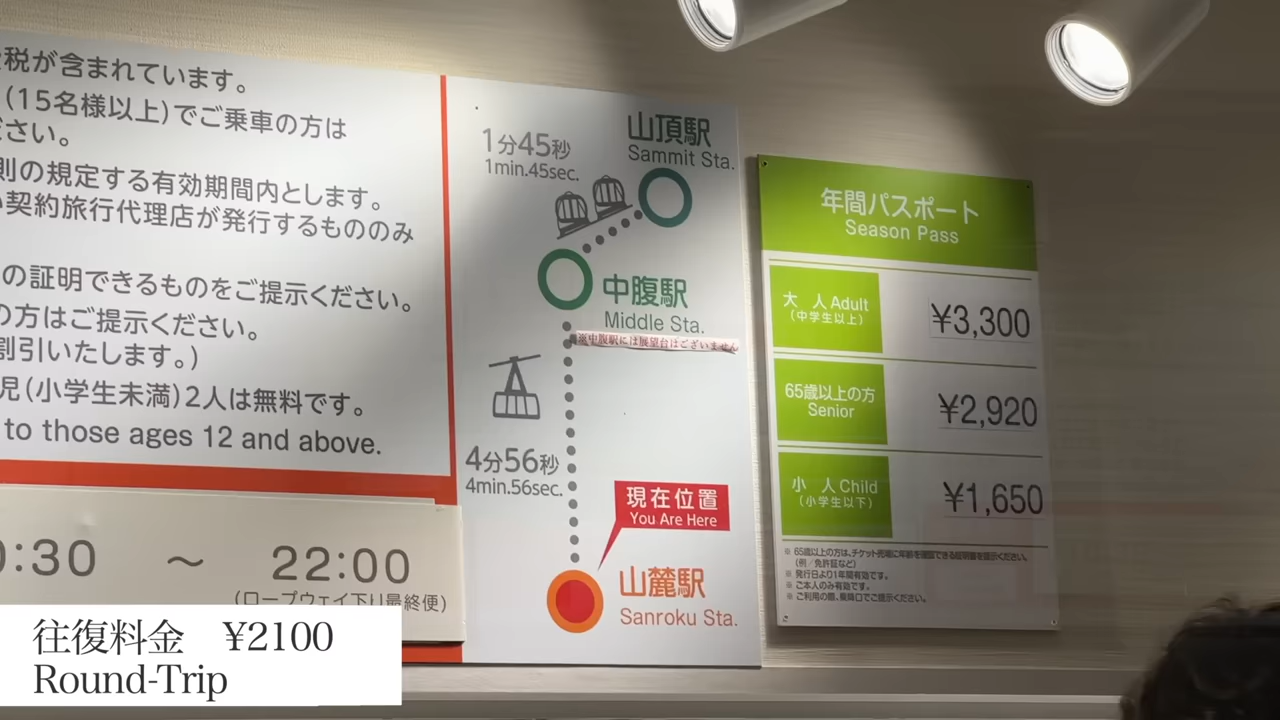 税が含まれています。
(15名様以上)でご乗車の方は
ださい。
則の規定する有効期間内とします。
契約旅行代理店が発行するもののみ
の証明できるものをご提示ください。
の方はご提示ください。
割引いたします。)
児(小学生未満)2人は無料です。
to those ages 12 and above.
0:30 ～ 22:00
(ロープウェイ下り最終便)
山頂駅
Sammit Sta.
1分45秒
1min.45sec.
中腹駅
Middle Sta.
※中腹駅には展望台はございません
4分56秒
4min.56sec.
現在位置
You Are Here
山麓駅
Sanroku Sta.
年間パスポート
Season Pass
大 人 Adult
(中学生以上)
¥3,300
65歳以上の方
Senior
¥2,920
小 人 Child
(小学生以下)
¥1,650
※ 65歳以上の方は、チケット売場に年齢を確認できる証明書を提示ください。
(例/免許証など)
※ 発行日より1年間有効です。
※ ご本人のみ有効です。
※ ご利用の際、乗降口でご提示ください。
往復料金 ¥2100
Round-Trip